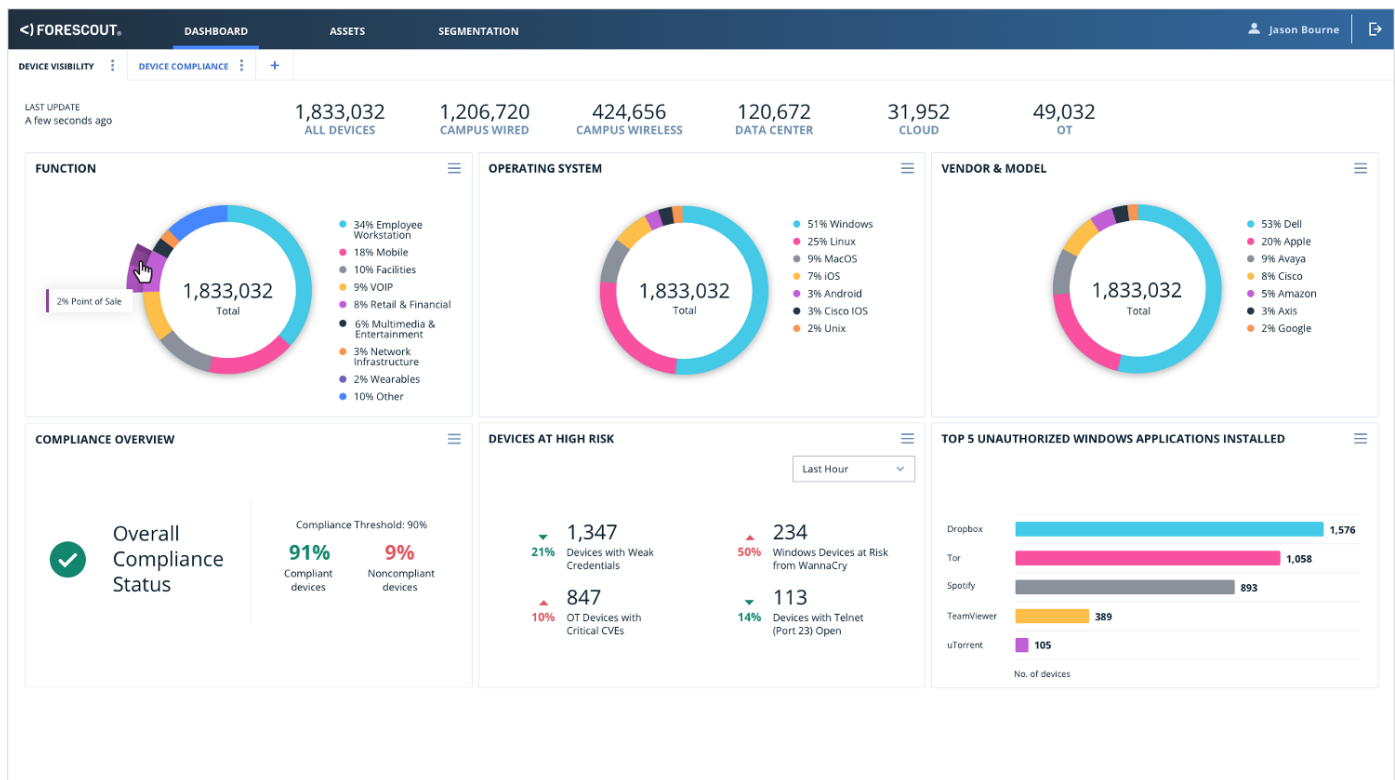 <) FORESCOUT.
DASHBOARD
ASSETS
SEGMENTATION
Jason Bourne
DEVICE VISIBILITY
DEVICE COMPLIANCE
+
LAST UPDATE
A few seconds ago
1,833,032
ALL DEVICES
1,206,720
CAMPUS WIRED
424,656
CAMPUS WIRELESS
120,672
DATA CENTER
31,952
CLOUD
49,032
OT
FUNCTION
2% Point of Sale
1,833,032
Total
34% Employee
Workstation
18% Mobile
10% Facilities
9% VOIP
8% Retail & Financial
6% Multimedia &
Entertainment
3% Network
Infrastructure
2% Wearables
10% Other
OPERATING SYSTEM
1,833,032
Total
51% Windows
25% Linux
9% MacOS
7% iOS
3% Android
3% Cisco IOS
2% Unix
VENDOR & MODEL
1,833,032
Total
53% Dell
20% Apple
9% Avaya
8% Cisco
5% Amazon
3% Axis
2% Google
COMPLIANCE OVERVIEW
Overall
Compliance
Status
Compliance Threshold: 90%
91%
Compliant
devices
9%
Noncompliant
devices
DEVICES AT HIGH RISK
Last Hour
21%
1,347
Devices with Weak
Credentials
50%
234
Windows Devices at Risk
from WannaCry
10%
847
OT Devices with
Critical CVEs
14%
113
Devices with Telnet
(Port 23) Open
TOP 5 UNAUTHORIZED WINDOWS APPLICATIONS INSTALLED
Dropbox
1,576
Tor
1,058
Spotify
893
TeamViewer
389
uTorrent
105
No. of devices